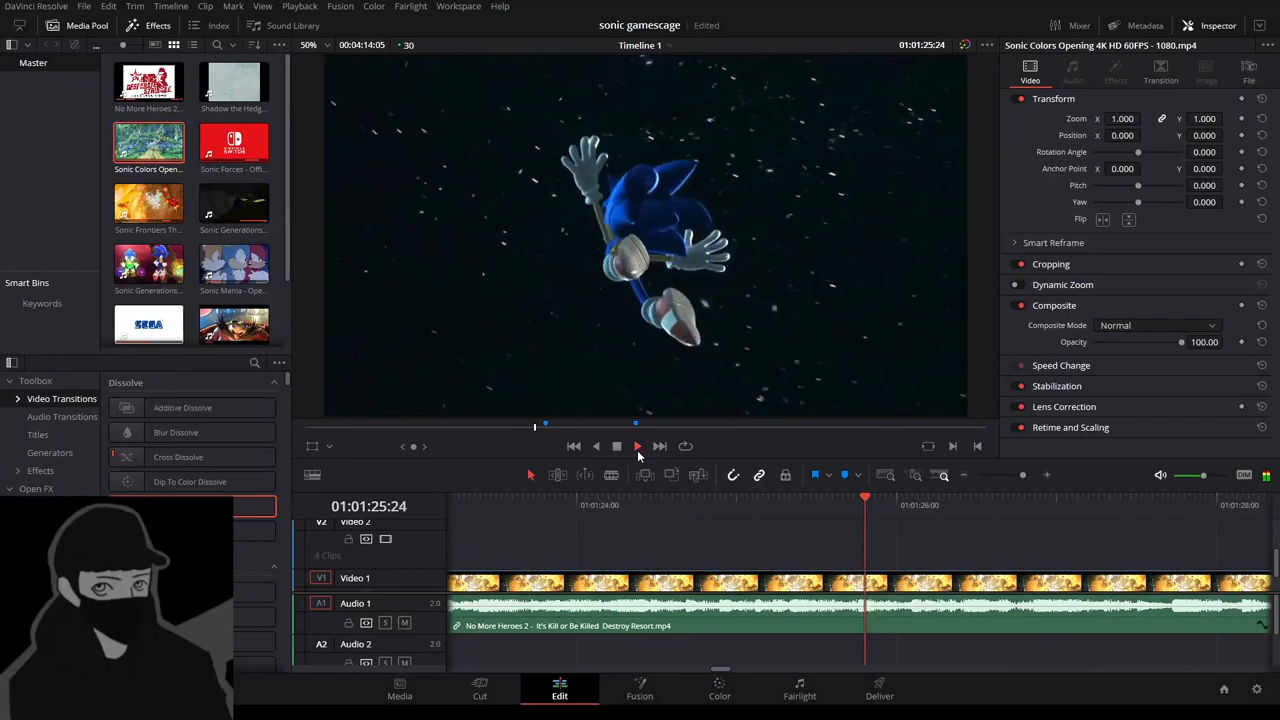 DaVinci Resolve File Edit Trim Timeline Clip Mark View Playback Fusion Color Fairlight Workspace Help
Media Pool Effects Index Sound Library sonic gamescage Edited Mixer Metadata Inspector
50% 00:04:14:05 30 Timeline 1 01:01:25:24 Sonic Colors Opening 4K HD 60FPS - 1080.mp4
Master
Video Audio Effects Transition Image File
No More Heroes 2... Shadow the Hedg...
Sonic Colors Open... Sonic Forces - Offi...
Sonic Frontiers Th... Sonic Generations...
Sonic Generations... Sonic Mania - Ope...
SEGA
Smart Bins
Keywords
Transform
Zoom X 1.000 Y 1.000
Position X 0.000 Y 0.000
Rotation Angle 0.000
Anchor Point X 0.000 Y 0.000
Pitch 0.000
Yaw 0.000
Flip
Smart Reframe
Cropping
Dynamic Zoom
Composite
Composite Mode Normal
Opacity 100.00
Speed Change
Stabilization
Lens Correction
Retime and Scaling
Toolbox
Video Transitions
Audio Transitions
Titles
Generators
Effects
Open FX
Dissolve
Additive Dissolve
Blur Dissolve
Cross Dissolve
Dip To Color Dissolve
DIM
01:01:25:24 01:01:24:00 01:01:26:00 01:01:28:00
V2 Video 2
4 Clips
V1 Video 1
A1 Audio 1 2.0
S M
No More Heroes 2 - It's Kill or Be Killed Destroy Resort.mp4
A2 Audio 2 2.0
S M
Media Cut Edit Fusion Color Fairlight Deliver